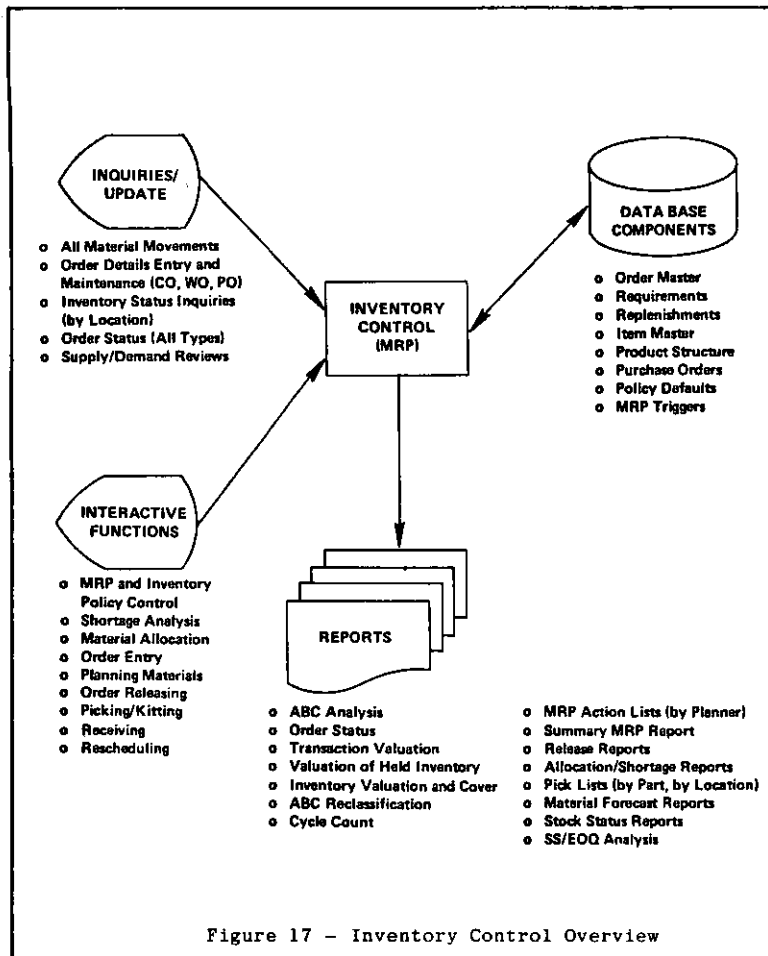 INQUIRIES/
UPDATE
o All Material Movements
o Order Details Entry and
Maintenance (CO, WO, PO)
o Inventory Status Inquiries
(by Location)
o Order Status (All Types)
o Supply/Demand Reviews
DATA BASE
COMPONENTS
o Order Master
o Requirements
o Replenishments
o Item Master
o Product Structure
o Purchase Orders
o Policy Defaults
o MRP Triggers
INVENTORY
CONTROL
(MRP)
INTERACTIVE
FUNCTIONS
o MRP and Inventory
Policy Control
o Shortage Analysis
o Material Allocation
o Order Entry
o Planning Materials
o Order Releasing
o Picking/Kitting
o Receiving
o Rescheduling
REPORTS
o ABC Analysis
o Order Status
o Transaction Valuation
o Valuation of Held Inventory
o Inventory Valuation and Cover
o ABC Reclassification
o Cycle Count
o MRP Action Lists (by Planner)
o Summary MRP Report
o Release Reports
o Allocation/Shortage Reports
o Pick Lists (by Part, by Location)
o Material Forecast Reports
o Stock Status Reports
o SS/EOQ Analysis
Figure 17 — Inventory Control Overview